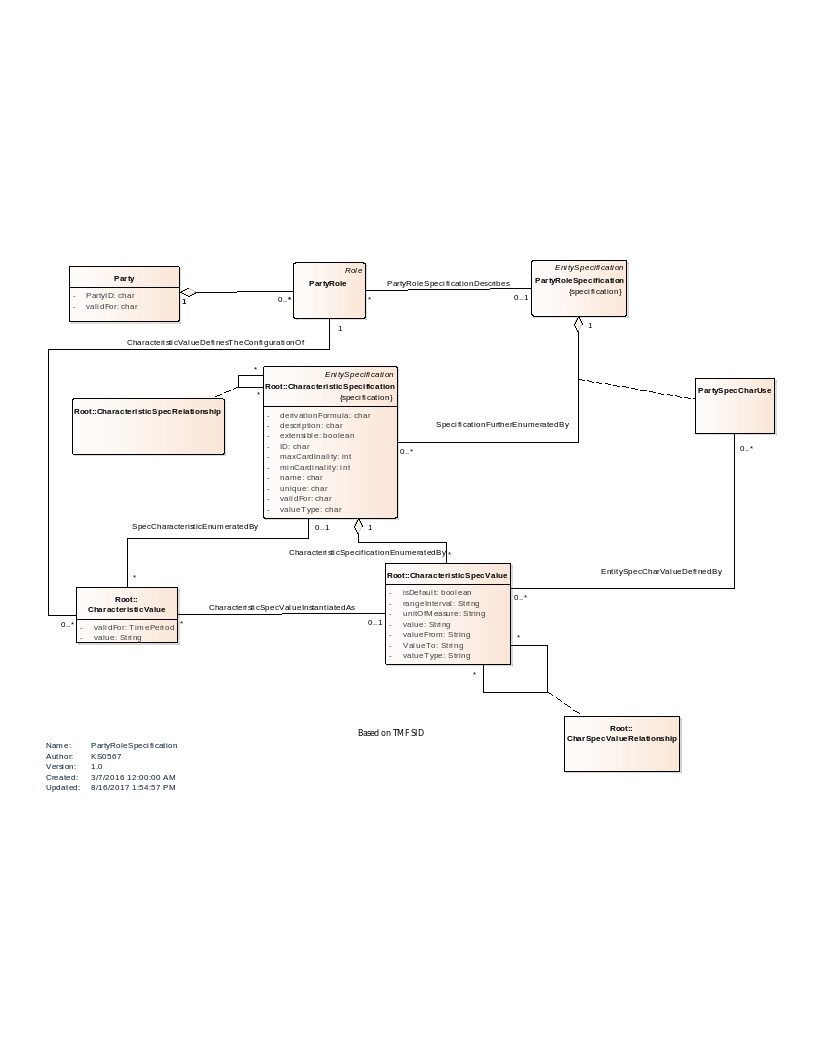 Party
- PartyID: char
- validFor: char
1
0..*
Role
PartyRole
*
PartyRoleSpecificationDescribes
0..1
EnitySpecification
PartyRoleSpecification
{specification}
1
1
CharacteristicValueDefinesTheConfigurationOf
*
*
EnitySpecification
Root::CharacteristicSpecification
{specification}
- derivationFormula: char
- description: char
- extensible: boolean
- ID: char
- maxCardinality: int
- minCardinality: int
- name: char
- unique: char
- validFor: char
- valueType: char
Root::CharacteristicSpecRelationship
PartySpecCharUse
SpecificationFurtherEnumeratedBy
0..*
0..*
SpecCharacteristicEnumeratedBy
0..1
1
CharacteristicSpecificationEnumeratedBy
*
*
EntitySpecCharValueDefinedBy
0..*
Root::
CharacteristicValue
- validFor: TimePeriod
- value: String
0..*
*
CharacteristicSpecValueInstantiatedAs
0..1
Root::CharacteristicSpecValue
- isDefault: boolean
- rangeInterval: String
- unitOfMeasure: String
- value: String
- valueFrom: String
- ValueTo: String
- valueType: String
*
*
Root::
CharSpecValueRelationship
Based on TMF SID
Name: PartyRoleSpecification
Author: KS0567
Version: 1.0
Created: 3/7/2016 12:00:00 AM
Updated: 8/16/2017 1:54:57 PM